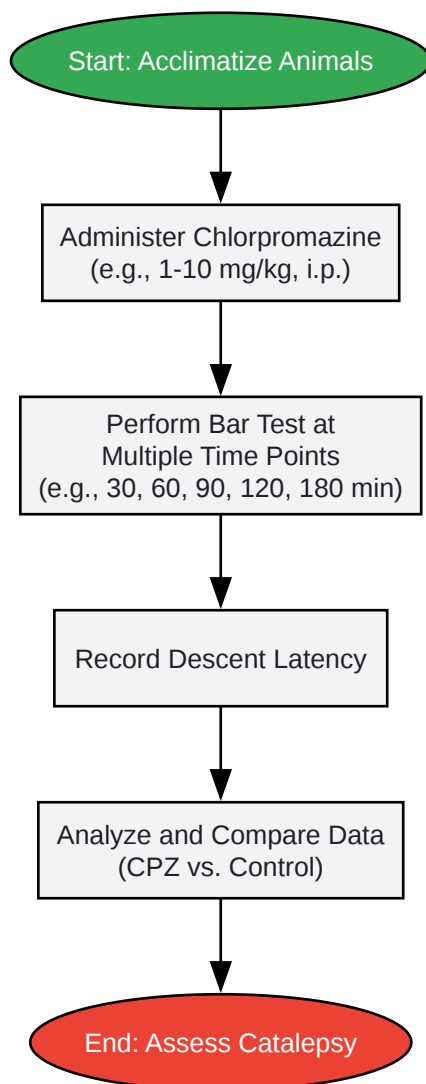 Start: Acclimatize Animals
Administer Chlorpromazine
(e.g., 1-10 mg/kg, i.p.)
Perform Bar Test at
Multiple Time Points
(e.g., 30, 60, 90, 120, 180 min)
Record Descent Latency
Analyze and Compare Data
(CPZ vs. Control)
End: Assess Catalepsy